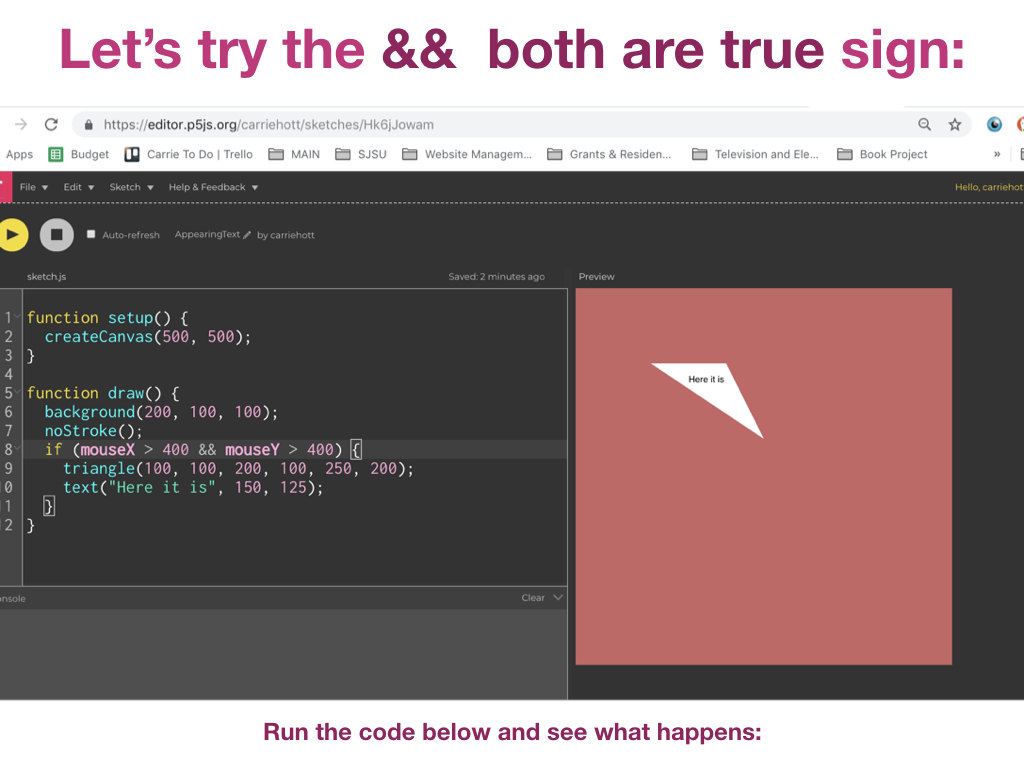 Let's try the &&  both are true sign:
https://editor.p5js.org/carriehott/sketches/Hk6jJowam
Apps Budget Carrie To Do | Trello MAIN SJSU Website Managem... Grants & Residen... Television and Ele... Book Project »
File Edit Sketch Help & Feedback Hello, carriehot
Auto-refresh AppearingText by carriehott
sketch.js Saved: 2 minutes ago Preview
1 function setup() {
2   createCanvas(500, 500);
3 }
4
5 function draw() {
6   background(200, 100, 100);
7   noStroke();
8   if (mouseX > 400 && mouseY > 400) {
9     triangle(100, 100, 200, 100, 250, 200);
0     text("Here it is", 150, 125);
1   }
2 }
Here it is
nsole Clear
Run the code below and see what happens: